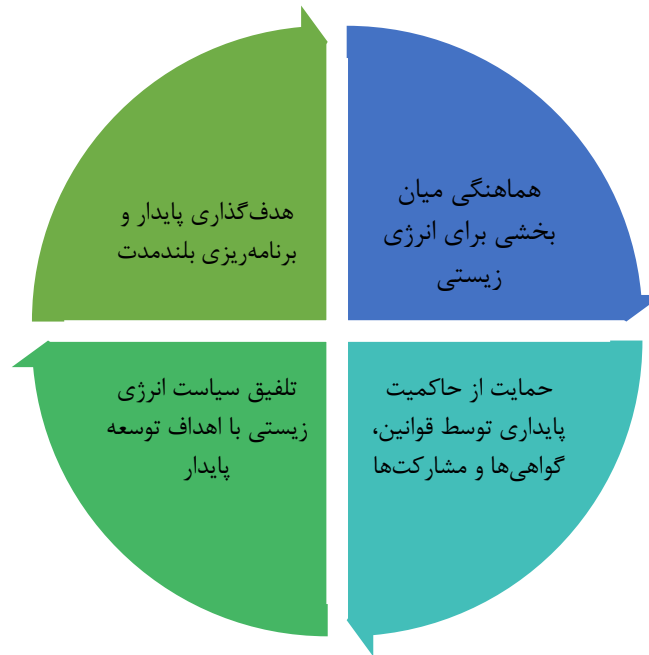 هماهنگی میان
بخشی برای انرژی
زیستی
هدف‌گذاری پایدار و
برنامه‌ریزی بلندمدت
حمایت از حاکمیت
پایداری توسط قوانین،
گواهی‌ها و مشارکت‌ها
تلفیق سیاست انرژی
زیستی با اهداف توسعه
پایدار